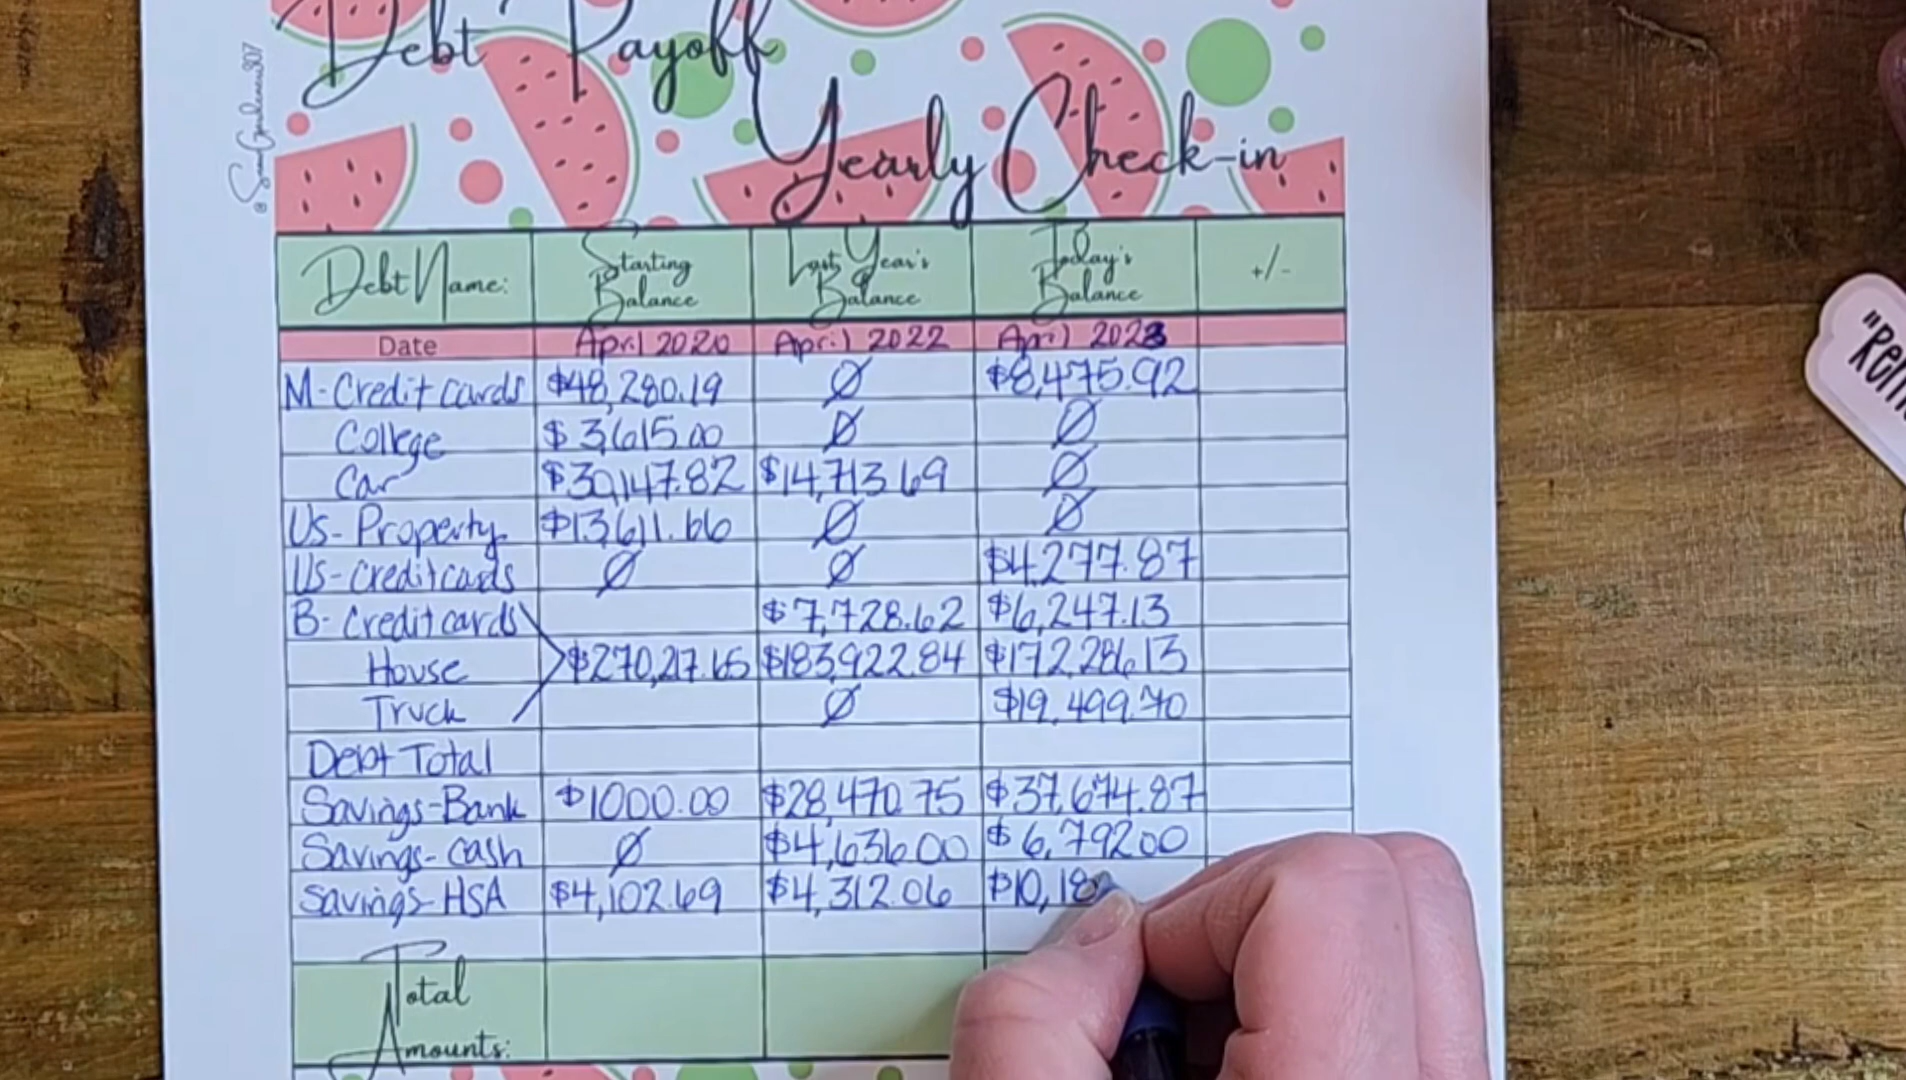 Debt Payoff
Yearly Check-in
Debt Name: Starting Balance Last Year's Balance Today's Balance +/-
Date April 2020 April 2022 April 2023
M-Credit cards $48,280.19 Ø $8,475.92
College $3,615.00 Ø Ø
Car $30,147.82 $14,713.69 Ø
Us-Property $13,611.66 Ø Ø
Us-Credit cards Ø Ø $4,277.87
B-Credit cards $7,728.62 $6,247.13
House $270,217.65 $183,922.84 $172,286.13
Truck Ø $19,499.70
Debt Total
Savings-Bank $1000.00 $28,470.75 $37,674.87
Savings-Cash Ø $4,636.00 $6,792.00
Savings-HSA $4,102.69 $4,312.06 $10,18
Total
Amounts: